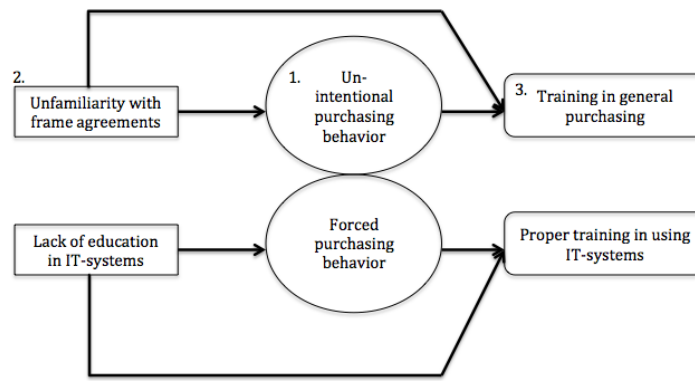 2.
Unfamiliarity with
frame agreements
1. Un-
intentional
purchasing
behavior
3. Training in general
purchasing
Lack of education
in IT-systems
Forced
purchasing
behavior
Proper training in using
IT-systems